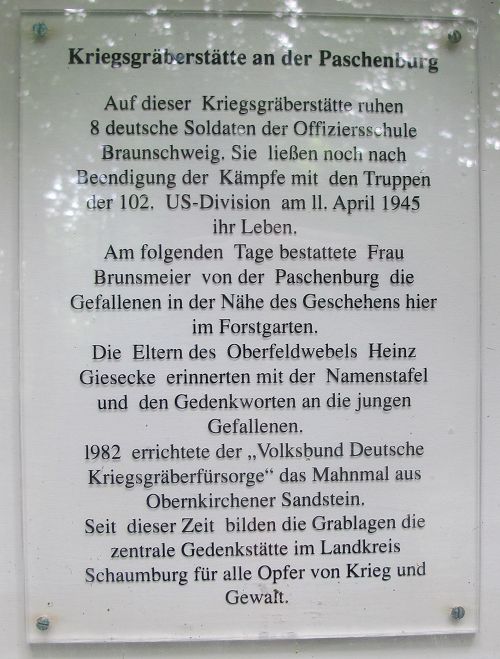 Kriegsgräberstätte an der Paschenburg
Auf dieser Kriegsgräberstätte ruhen
8 deutsche Soldaten der Offiziersschule
Braunschweig. Sie ließen noch nach
Beendigung der Kämpfe mit den Truppen
der 102. US-Division am 11. April 1945
ihr Leben.
Am folgenden Tage bestattete Frau
Brunsmeier von der Paschenburg die
Gefallenen in der Nähe des Geschehens hier
im Forstgarten.
Die Eltern des Oberfeldwebels Heinz
Giesecke erinnerten mit der Namenstafel
und den Gedenkworten an die jungen
Gefallenen.
1982 errichtete der „Volksbund Deutsche
Kriegsgräberfürsorge“ das Mahnmal aus
Obernkirchener Sandstein.
Seit dieser Zeit bilden die Grablagen die
zentrale Gedenkstätte im Landkreis
Schaumburg für alle Opfer von Krieg und
Gewalt.